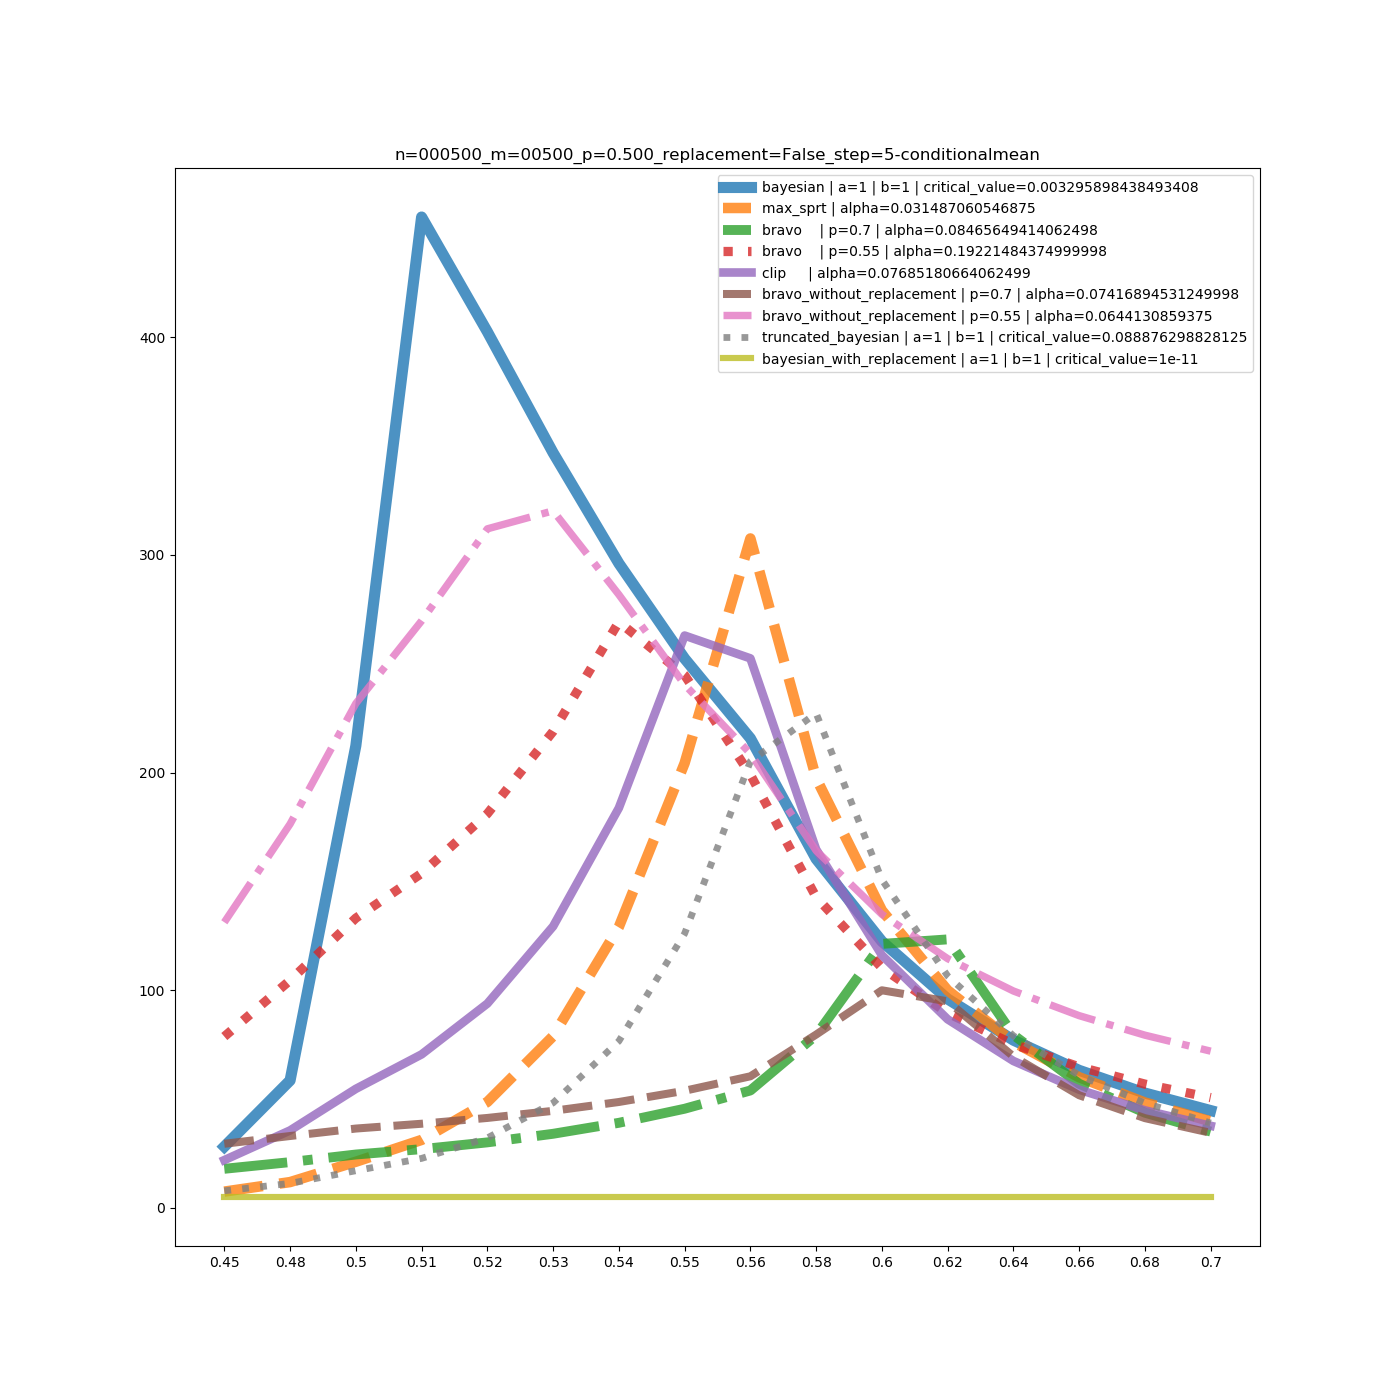 n=000500_m=00500_p=0.500_replacement=False_step=5-conditionalmean
bayesian | a=1 | b=1 | critical_value=0.003295898438493408
max_sprt | alpha=0.031487060546875
bravo | p=0.7 | alpha=0.08465649414062498
bravo | p=0.55 | alpha=0.19221484374999998
clip | alpha=0.07685180664062499
bravo_without_replacement | p=0.7 | alpha=0.07416894531249998
bravo_without_replacement | p=0.55 | alpha=0.0644130859375
truncated_bayesian | a=1 | b=1 | critical_value=0.088876298828125
bayesian_with_replacement | a=1 | b=1 | critical_value=1e-11
400
300
200
100
0
0.45 0.48 0.5 0.51 0.52 0.53 0.54 0.55 0.56 0.58 0.6 0.62 0.64 0.66 0.68 0.7